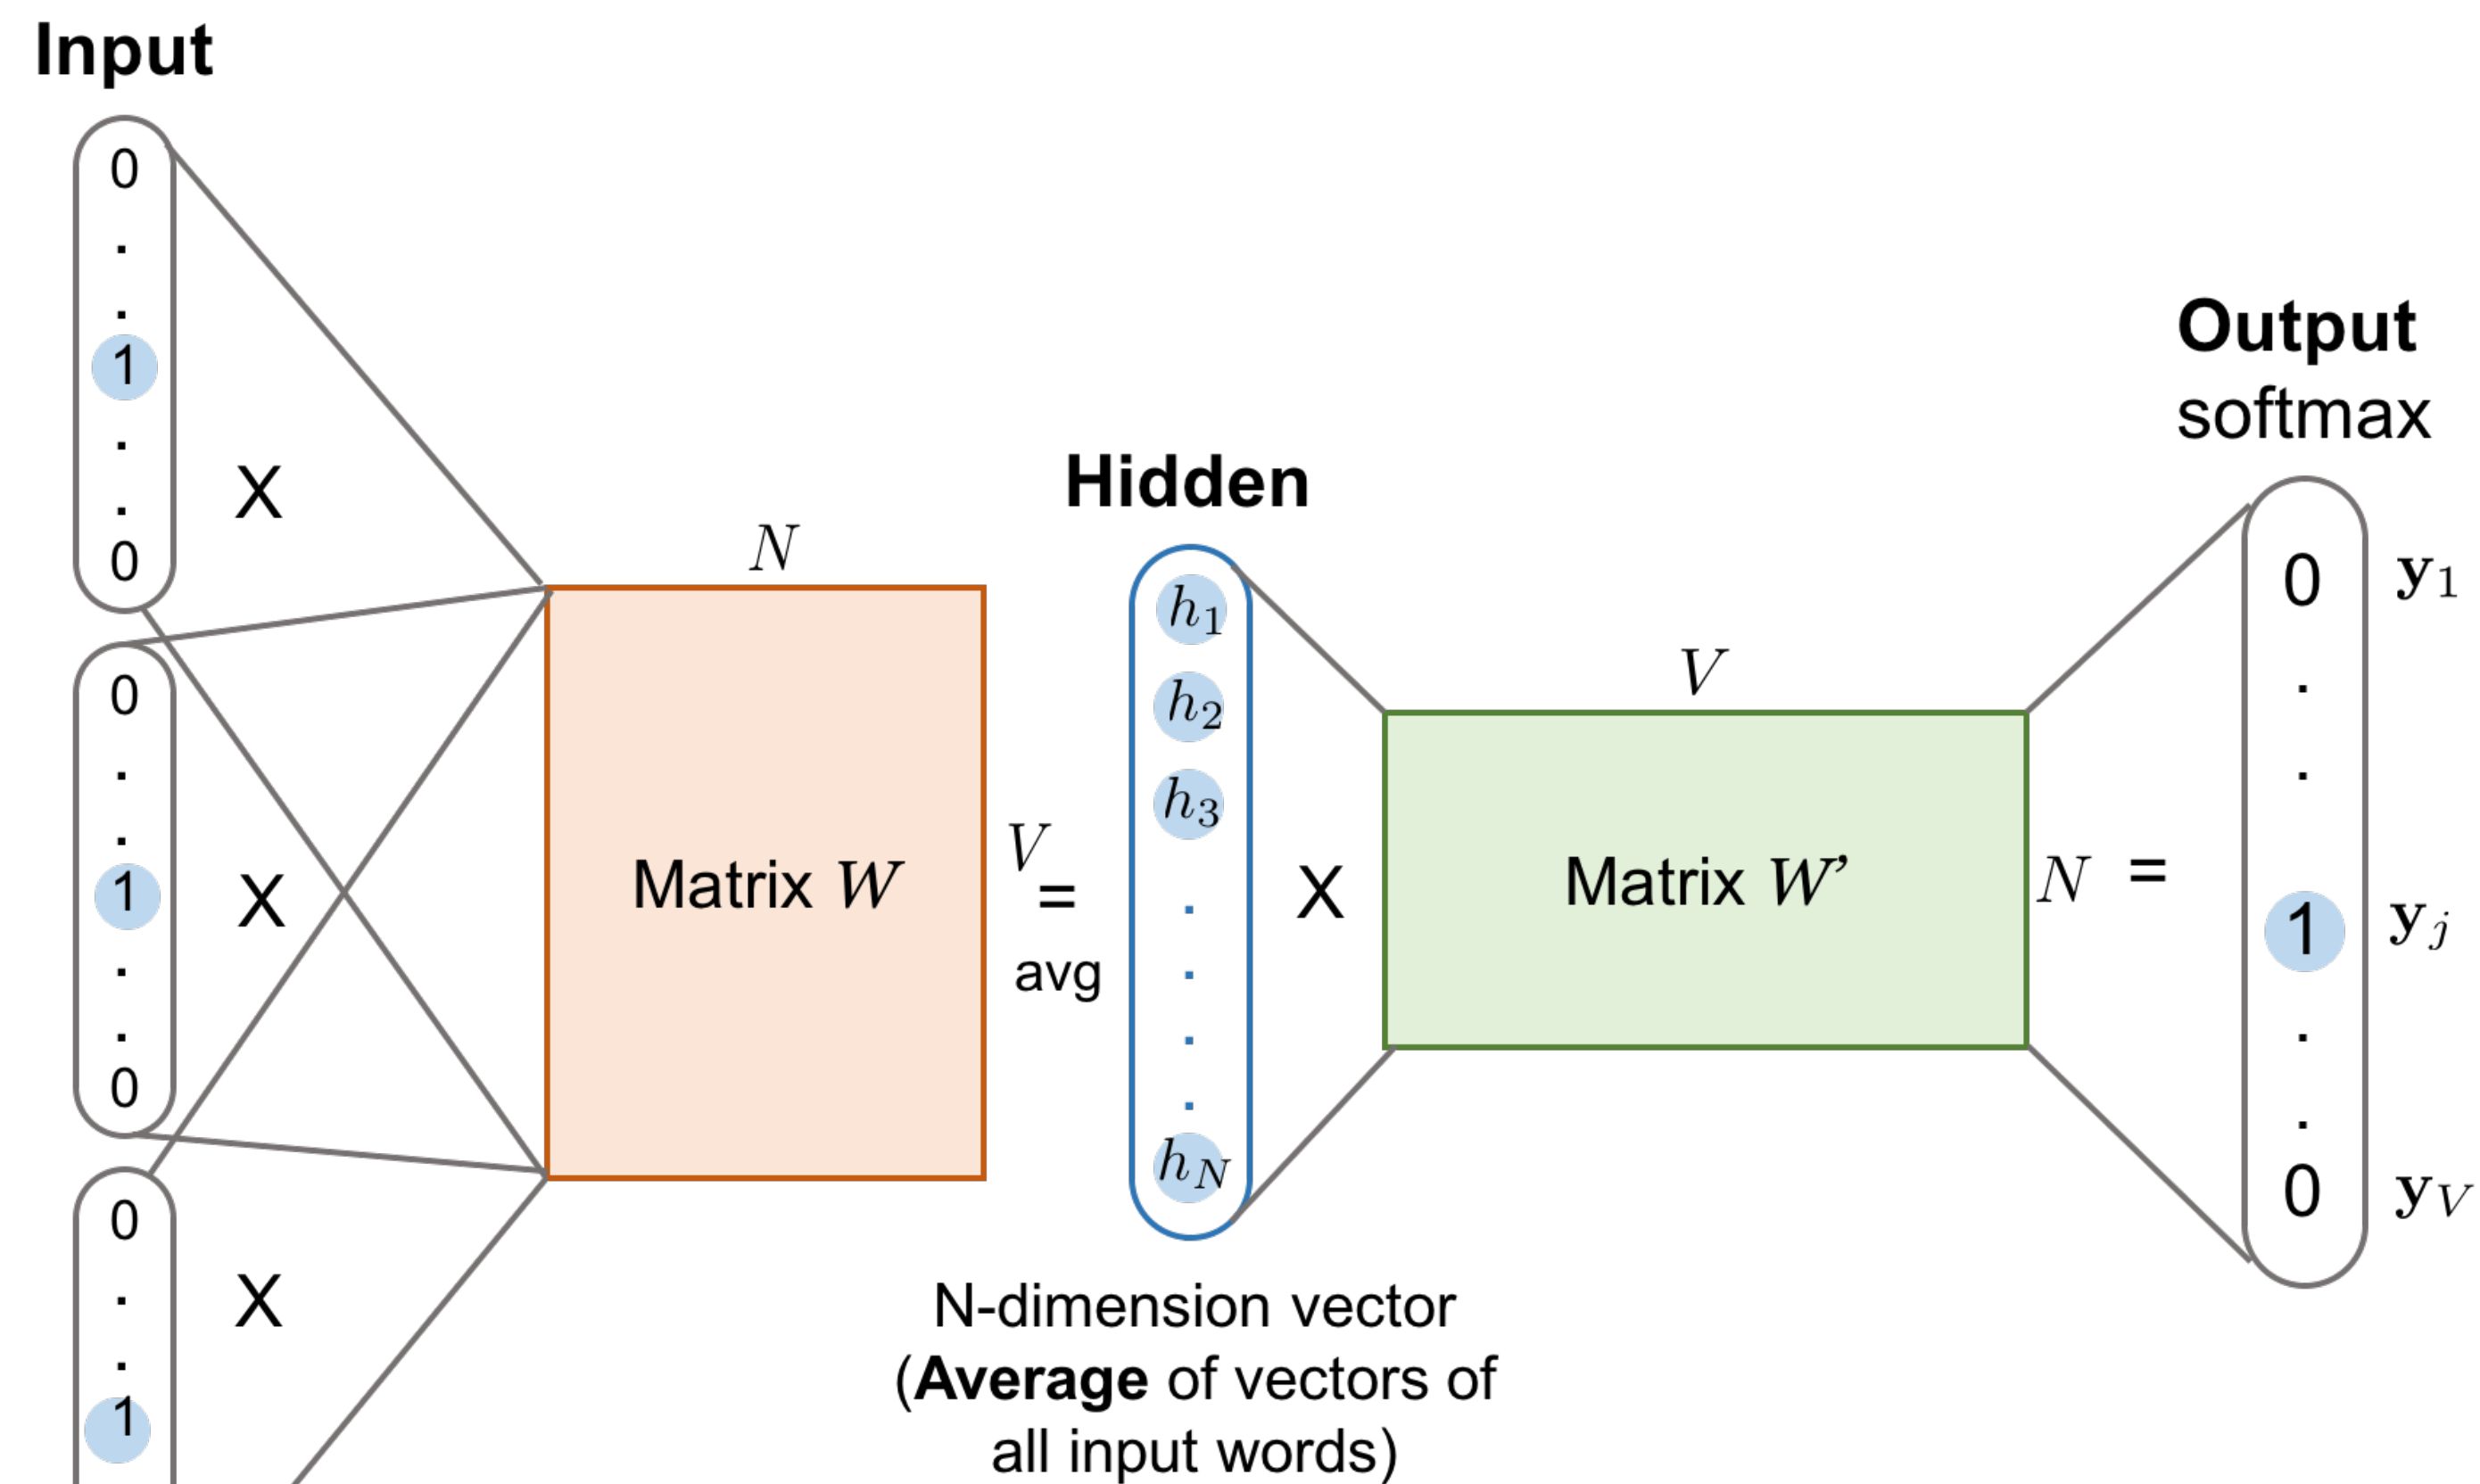 Input
0
.
.
1
.
.
0
X
0
.
.
1
.
.
0
X
0
.
.
1
X
N
Matrix W
V
=
avg
Hidden
h1
h2
h3
.
.
.
.
hN
N-dimension vector
(Average of vectors of
all input words)
X
V
Matrix W’
N =
Output
softmax
0 y1
.
.
1 yj
.
.
0 yV